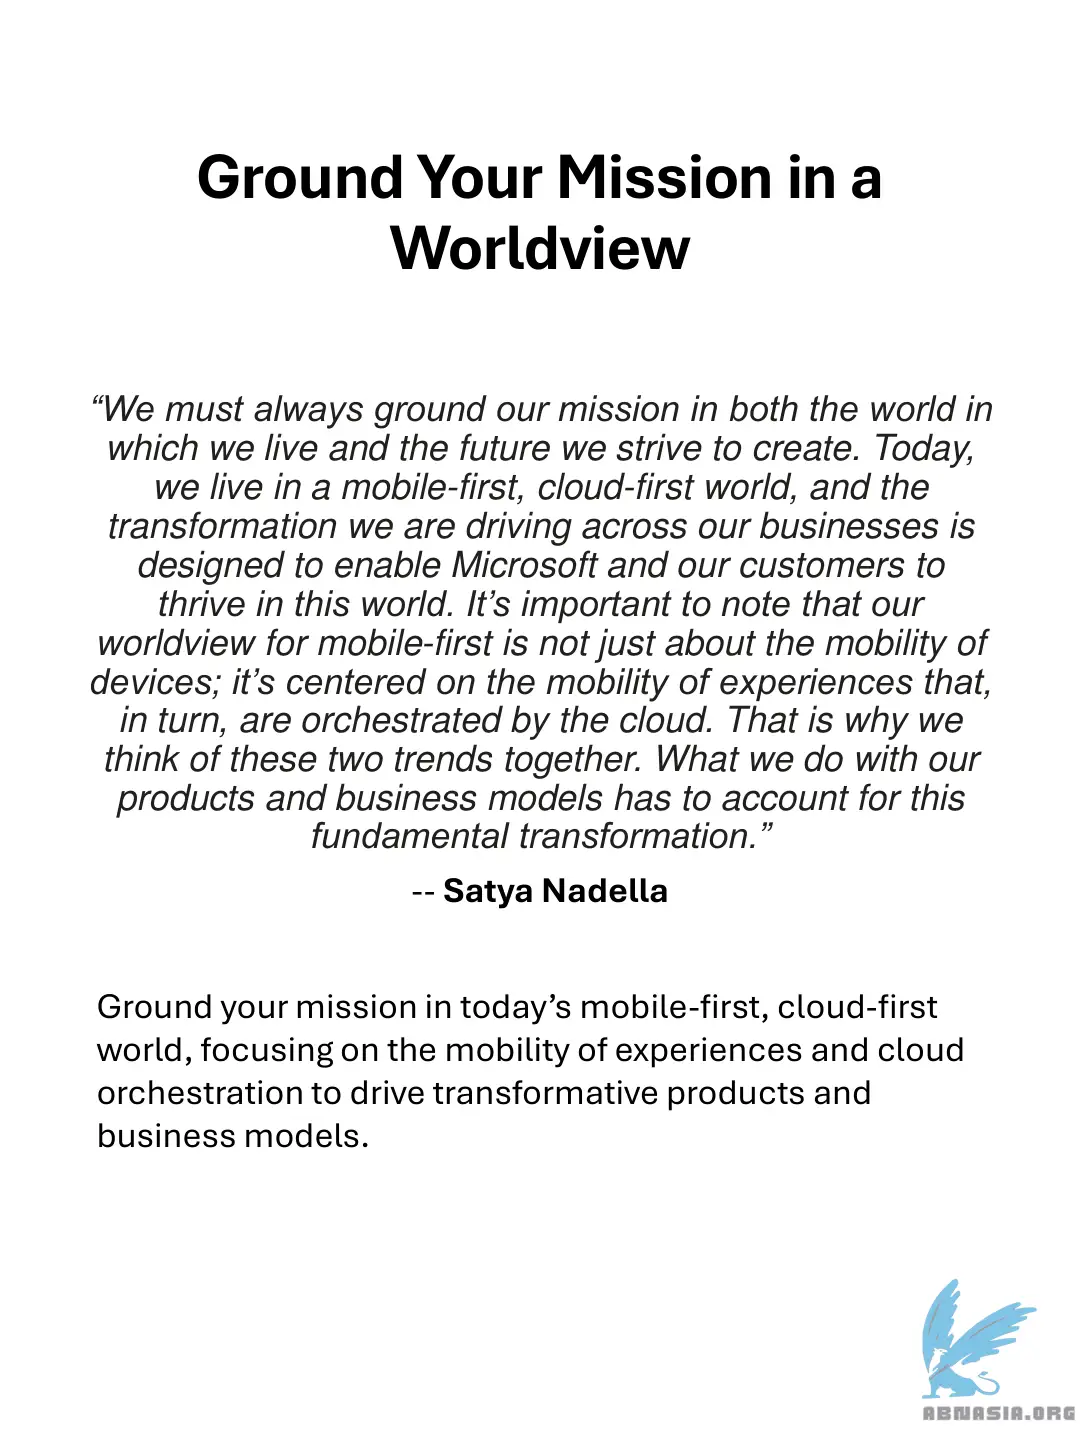 Ground Your Mission in a
Worldview
“We must always ground our mission in both the world in
which we live and the future we strive to create. Today,
we live in a mobile-first, cloud-first world, and the
transformation we are driving across our businesses is
designed to enable Microsoft and our customers to
thrive in this world. It’s important to note that our
worldview for mobile-first is not just about the mobility of
devices; it’s centered on the mobility of experiences that,
in turn, are orchestrated by the cloud. That is why we
think of these two trends together. What we do with our
products and business models has to account for this
fundamental transformation.”
-- Satya Nadella
Ground your mission in today’s mobile-first, cloud-first
world, focusing on the mobility of experiences and cloud
orchestration to drive transformative products and
business models.
ABNASIA.ORG